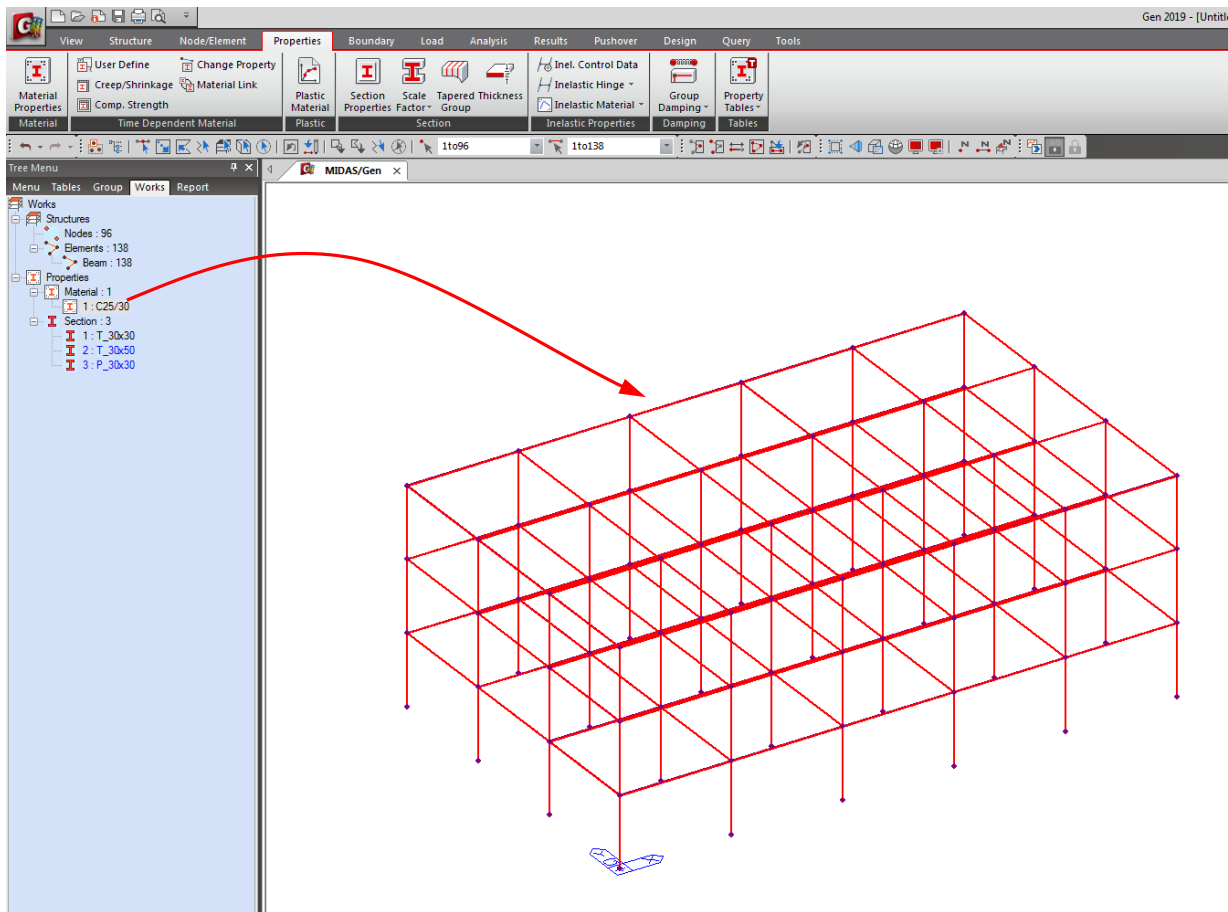 Gen 2019 - [Untitle
View Structure Node/Element Properties Boundary Load Analysis Results Pushover Design Query Tools
User Define Change Property
Creep/Shrinkage Material Link
Comp. Strength
Material Properties
Plastic Material
Section Properties
Scale Factor
Tapered Group
Thickness
Inel. Control Data
Inelastic Hinge
Inelastic Material
Group Damping
Property Tables
Material Time Dependent Material Plastic Section Inelastic Properties Damping Tables
1to96 1to138
Tree Menu
MIDAS/Gen
Menu Tables Group Works Report
Works
Structures
Nodes : 96
Elements : 138
Beam : 138
Properties
Material : 1
1 : C25/30
Section : 3
1 : T_30x30
2 : T_30x50
3 : P_30x30